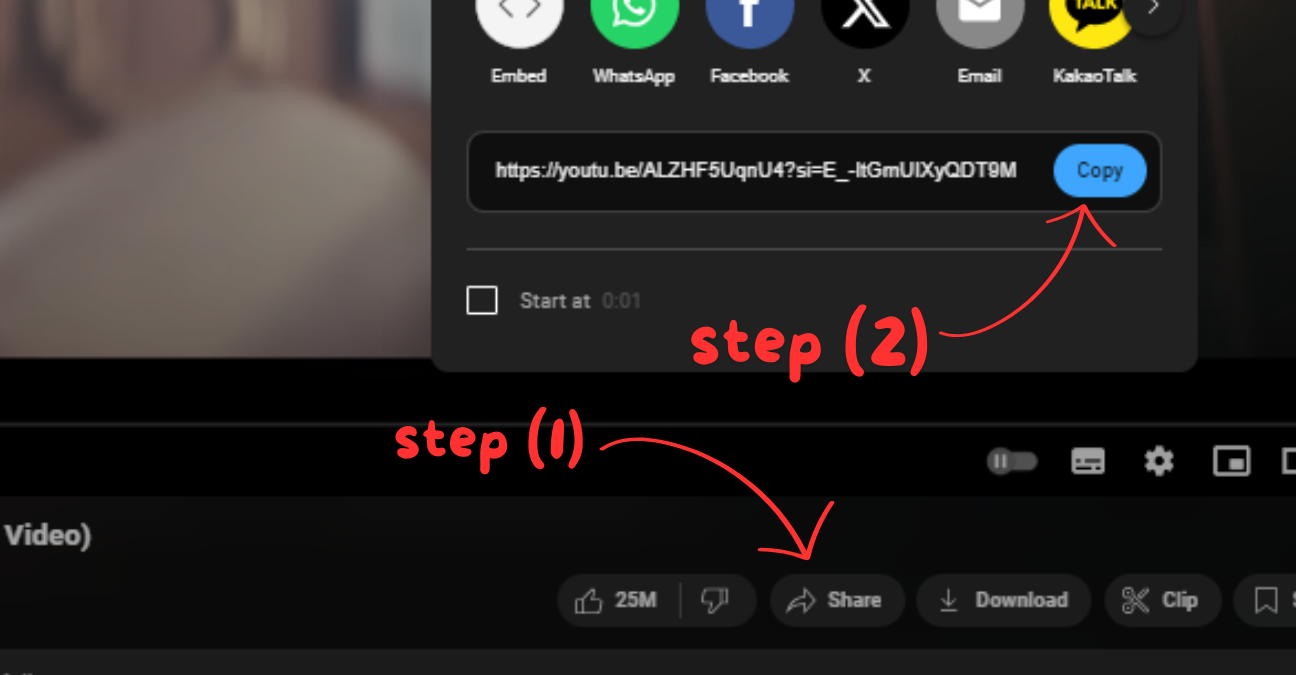 TALK
Embed WhatsApp Facebook X Email KakaoTalk
https://youtu.be/ALZHF5UqnU4?si=E_-ItGmUIXyQDT9M Copy
Start at 0:01
step (2)
step (1)
Video)
25M Share Download Clip